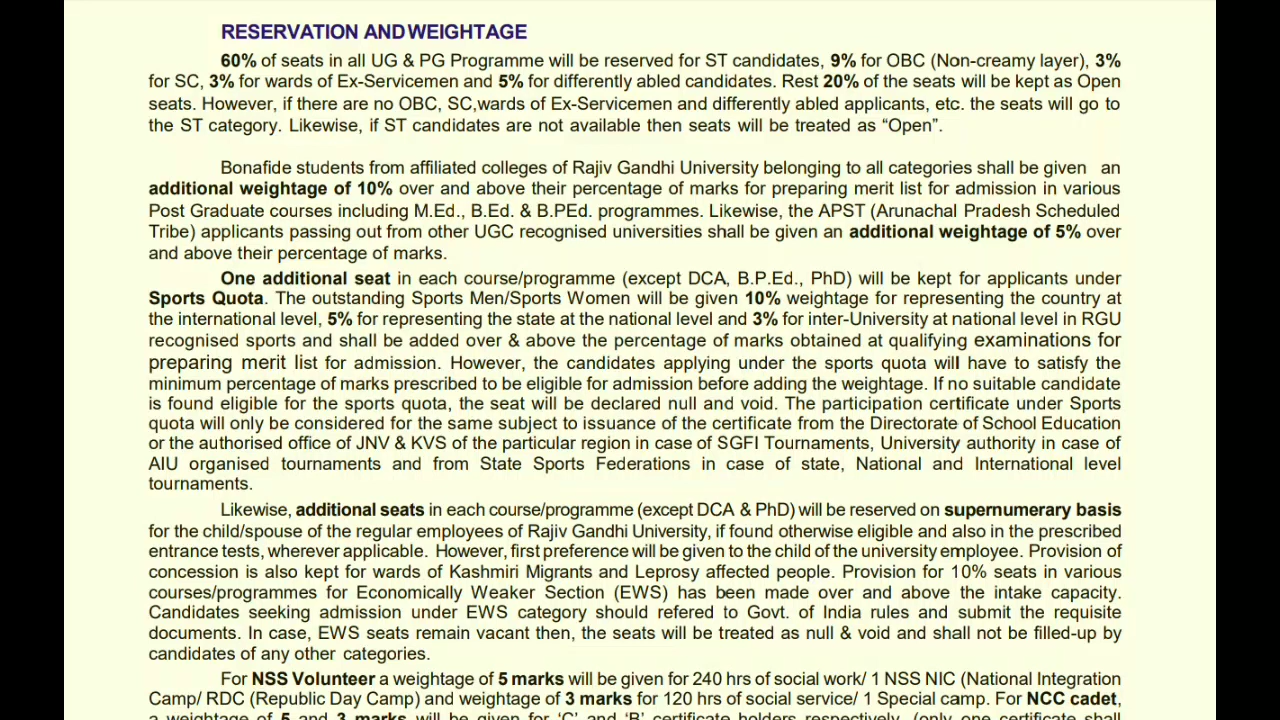 RESERVATION AND WEIGHTAGE
60% of seats in all UG & PG Programme will be reserved for ST candidates, 9% for OBC (Non-creamy layer), 3%
for SC, 3% for wards of Ex-Servicemen and 5% for differently abled candidates. Rest 20% of the seats will be kept as Open
seats. However, if there are no OBC, SC,wards of Ex-Servicemen and differently abled applicants, etc. the seats will go to
the ST category. Likewise, if ST candidates are not available then seats will be treated as “Open”.
Bonafide students from affiliated colleges of Rajiv Gandhi University belonging to all categories shall be given an
additional weightage of 10% over and above their percentage of marks for preparing merit list for admission in various
Post Graduate courses including M.Ed., B.Ed. & B.PEd. programmes. Likewise, the APST (Arunachal Pradesh Scheduled
Tribe) applicants passing out from other UGC recognised universities shall be given an additional weightage of 5% over
and above their percentage of marks.
One additional seat in each course/programme (except DCA, B.P.Ed., PhD) will be kept for applicants under
Sports Quota. The outstanding Sports Men/Sports Women will be given 10% weightage for representing the country at
the international level, 5% for representing the state at the national level and 3% for inter-University at national level in RGU
recognised sports and shall be added over & above the percentage of marks obtained at qualifying examinations for
preparing merit list for admission. However, the candidates applying under the sports quota will have to satisfy the
minimum percentage of marks prescribed to be eligible for admission before adding the weightage. If no suitable candidate
is found eligible for the sports quota, the seat will be declared null and void. The participation certificate under Sports
quota will only be considered for the same subject to issuance of the certificate from the Directorate of School Education
or the authorised office of JNV & KVS of the particular region in case of SGFI Tournaments, University authority in case of
AIU organised tournaments and from State Sports Federations in case of state, National and International level
tournaments.
Likewise, additional seats in each course/programme (except DCA & PhD) will be reserved on supernumerary basis
for the child/spouse of the regular employees of Rajiv Gandhi University, if found otherwise eligible and also in the prescribed
entrance tests, wherever applicable. However, first preference will be given to the child of the university employee. Provision of
concession is also kept for wards of Kashmiri Migrants and Leprosy affected people. Provision for 10% seats in various
courses/programmes for Economically Weaker Section (EWS) has been made over and above the intake capacity.
Candidates seeking admission under EWS category should refered to Govt. of India rules and submit the requisite
documents. In case, EWS seats remain vacant then, the seats will be treated as null & void and shall not be filled-up by
candidates of any other categories.
For NSS Volunteer a weightage of 5 marks will be given for 240 hrs of social work/ 1 NSS NIC (National Integration
Camp/ RDC (Republic Day Camp) and weightage of 3 marks for 120 hrs of social service/ 1 Special camp. For NCC cadet,
a weightage of 5 and 3 marks will be given for ‘C’ and ‘B’ certificate holders respectively. (only one certificate shall